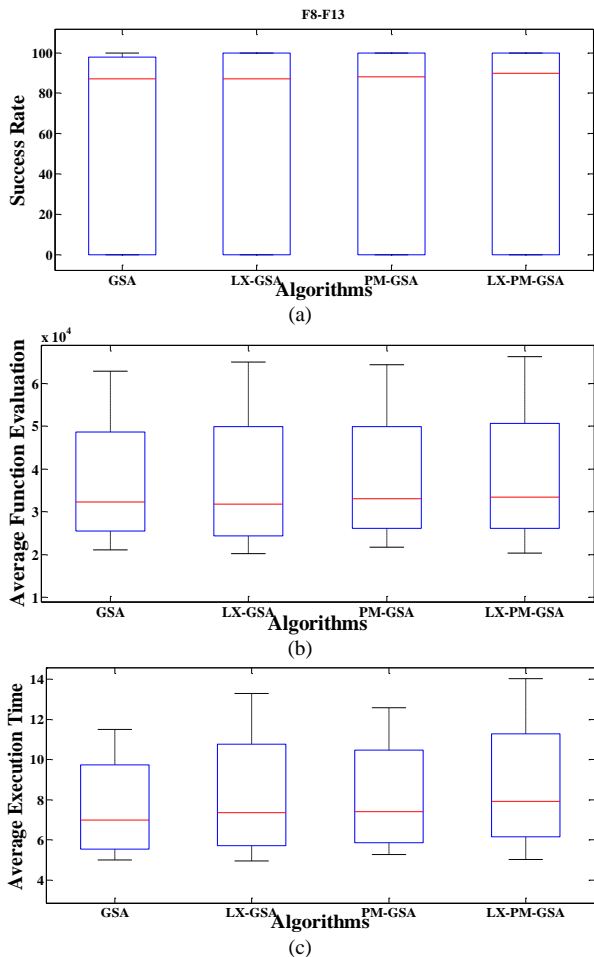 F8-F13
Success Rate
100
80
60
40
20
0
GSA LX-GSA PM-GSA LX-PM-GSA
Algorithms
(a)
x 10^4
Average Function Evaluation
6
5
4
3
2
1
GSA LX-GSA PM-GSA LX-PM-GSA
Algorithms
(b)
Average Execution Time
14
12
10
8
6
4
GSA LX-GSA PM-GSA LX-PM-GSA
Algorithms
(c)